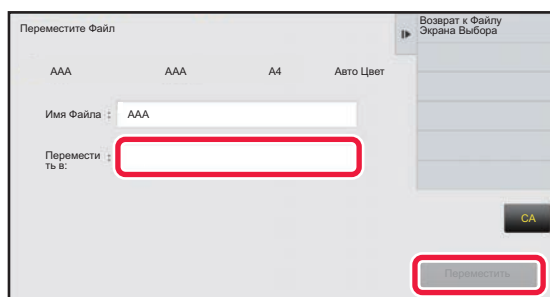 Переместите Файл
Возврат к Файлу
Экрана Выбора
AAA AAA A4 Авто Цвет
Имя Файла : AAA
Перемести :
ть в:
CA
Переместить